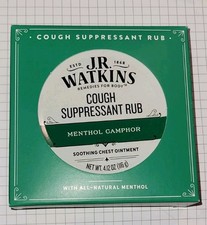 COUGH SUPPRESSANT RUB
ESTD 1868
J.R.
WATKINS
REMEDIES FOR BODY™
COUGH
SUPPRESSANT RUB
MENTHOL CAMPHOR
SOOTHING CHEST OINTMENT
NET WT. 4.12 OZ (116 g)
WITH ALL-NATURAL MENTHOL